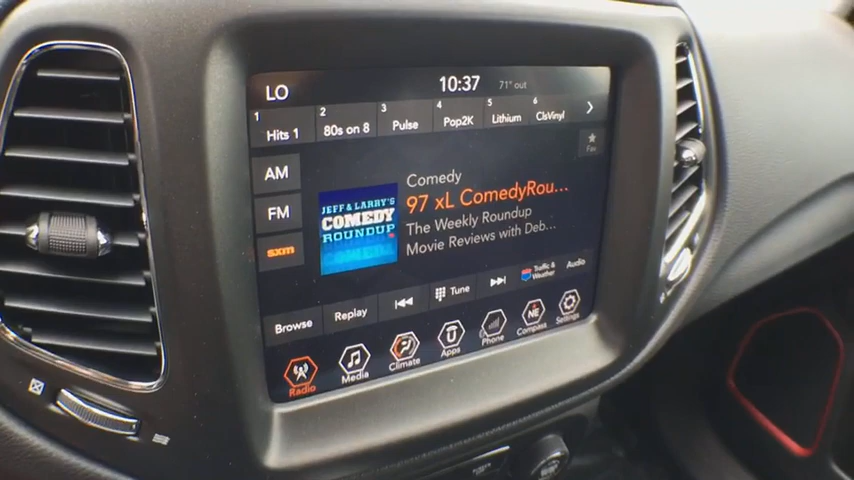 LO 10:37 71° out
1 Hits 1 2 80s on 8 3 Pulse 4 Pop2K 5 Lithium 6 ClsVinyl
Fav
AM
FM
sxm
JEFF & LARRY'S
COMEDY
ROUNDUP
Comedy
97 xL ComedyRou...
The Weekly Roundup
Movie Reviews with Deb...
Browse Replay Tune Traffic & Weather Audio
Radio Media Climate Apps Phone NE Compass Settings